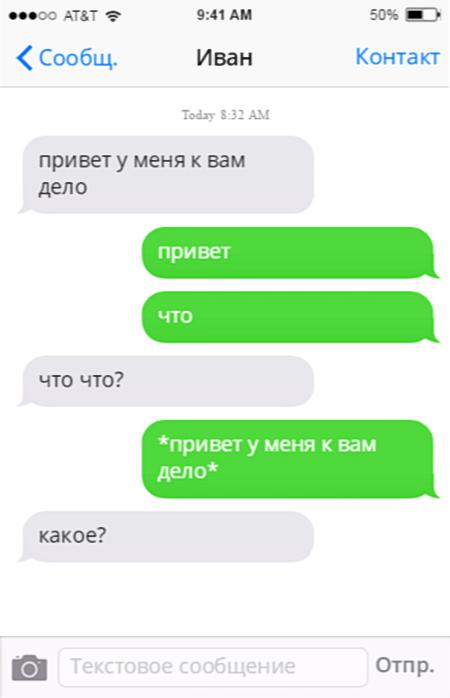 AT&T 9:41 AM 50%
Сообщ. Иван Контакт
Today 8:32 AM
привет у меня к вам
дело
привет
что
что что?
*привет у меня к вам
дело*
какое?
Текстовое сообщение Отпр.